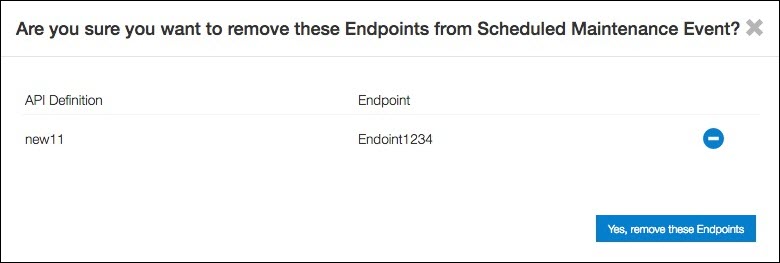 Are you sure you want to remove these Endpoints from Scheduled Maintenance Event?
API Definition Endpoint
new11 Endoint1234
Yes, remove these Endpoints